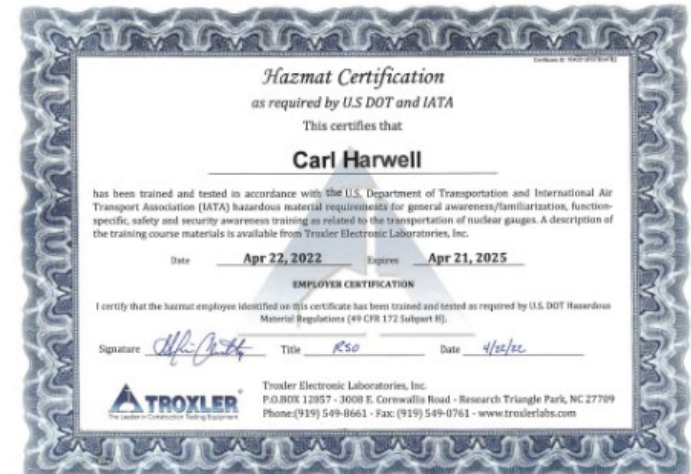 Hazmat Certification
as required by U.S DOT and IATA
This certifies that
Carl Harwell
has been trained and tested in accordance with the U.S. Department of Transportation and International Air
Transport Association (IATA) hazardous material requirements for general awareness/familiarization, function-
specific, safety and security awareness training as related to the transportation of nuclear gauges. A description of
the training course materials is available from Troxler Electronic Laboratories, Inc.
Date Apr 22, 2022 Expires Apr 21, 2025
EMPLOYER CERTIFICATION
I certify that the hazmat employee identified on this certificate has been trained and tested as required by U.S. DOT Hazardous
Material Regulations (49 CFR 172 Subpart H).
Signature Title RSO Date 4/22/22
TROXLER
The Leader in Construction Testing Equipment
Troxler Electronic Laboratories, Inc.
P.O.BOX 12057 - 3008 E. Cornwallis Road - Research Triangle Park, NC 27709
Phone:(919) 549-8661 - Fax: (919) 549-0761 - www.troxlerlabs.com